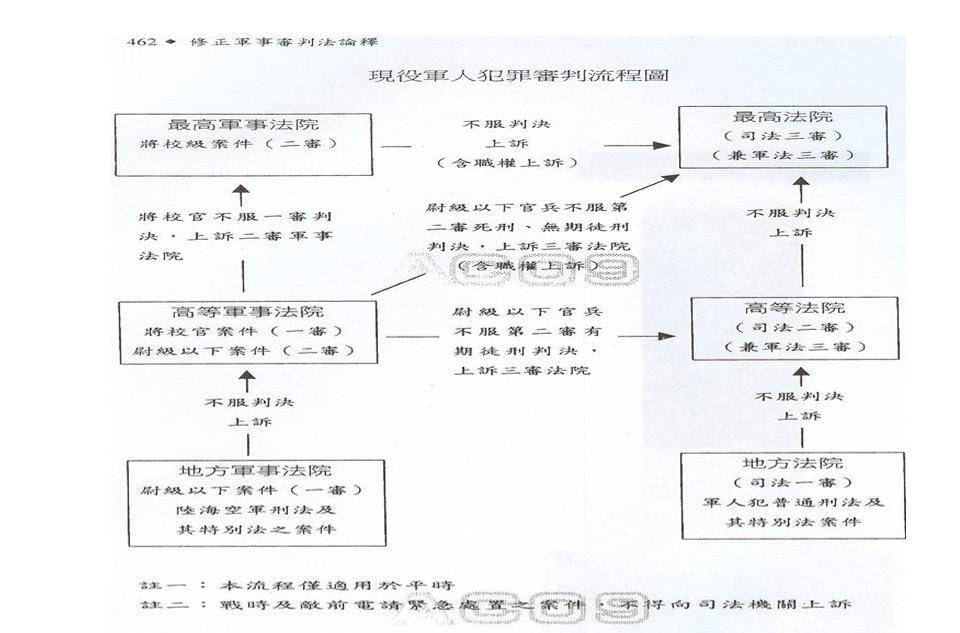 462 ◆ 修正軍事審判法論釋
現役軍人犯罪審判流程圖
最高軍事法院
將校級案件（二審）
不服判決
上訴
（含職權上訴）
最高法院
（司法三審）
（兼軍法三審）
將校官不服一審判
決，上訴二審軍事
法院
尉級以下官兵不服第
二審死刑、無期徒刑
判決，上訴三審法院
（含職權上訴）
不服判決
上訴
AC09
高等軍事法院
將校官案件（一審）
尉級以下案件（二審）
尉級以下官兵
不服第二審有
期徒刑判決，
上訴三審法院
高等法院
（司法二審）
（兼軍法三審）
不服判決
上訴
不服判決
上訴
地方軍事法院
尉級以下案件（一審）
陸海空軍刑法及
其特別法之案件
地方法院
（司法一審）
軍人犯普通刑法及
其特別法案件
註一：本流程僅適用於平時
註二：戰時及敵前電請緊急處置之案件，不得向司法機關上訴
AC09